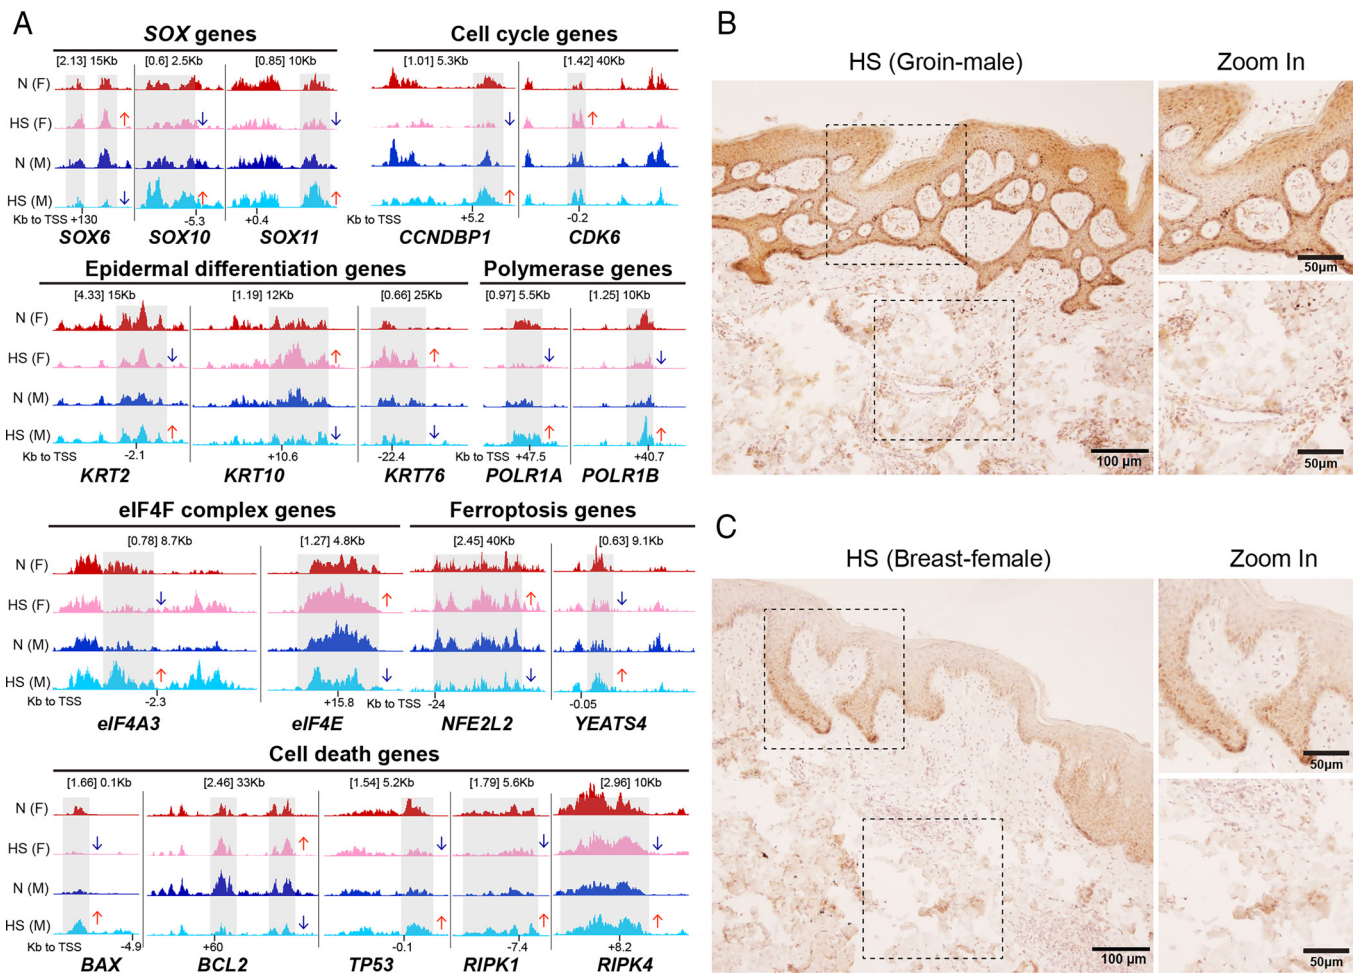 A
SOX genes
Cell cycle genes
[2.13] 15Kb [0.6] 2.5Kb [0.85] 10Kb [1.01] 5.3Kb [1.42] 40Kb
N (F)
HS (F)
N (M)
HS (M)
Kb to TSS +130 -5.3 +0.4 +5.2 -0.2
SOX6 SOX10 SOX11 CCNDBP1 CDK6
Epidermal differentiation genes
Polymerase genes
[4.33] 15Kb [1.19] 12Kb [0.66] 25Kb [0.97] 5.5Kb [1.25] 10Kb
N (F)
HS (F)
N (M)
HS (M)
Kb to TSS -2.1 +10.6 -22.4 +47.5 +40.7
KRT2 KRT10 KRT76 POLR1A POLR1B
eIF4F complex genes
Ferroptosis genes
[0.78] 8.7Kb [1.27] 4.8Kb [2.45] 40Kb [0.63] 9.1Kb
N (F)
HS (F)
N (M)
HS (M)
Kb to TSS -2.3 +15.8 Kb to TSS -24 -0.05
eIF4A3 eIF4E NFE2L2 YEATS4
Cell death genes
[1.66] 0.1Kb [2.46] 33Kb [1.54] 5.2Kb [1.79] 5.6Kb [2.96] 10Kb
N (F)
HS (F)
N (M)
HS (M)
Kb to TSS -4.9 +60 -0.1 -7.4 +8.2
BAX BCL2 TP53 RIPK1 RIPK4
B
HS (Groin-male)
Zoom In
50µm
100 µm
50µm
C
HS (Breast-female)
Zoom In
50µm
100 µm
50µm